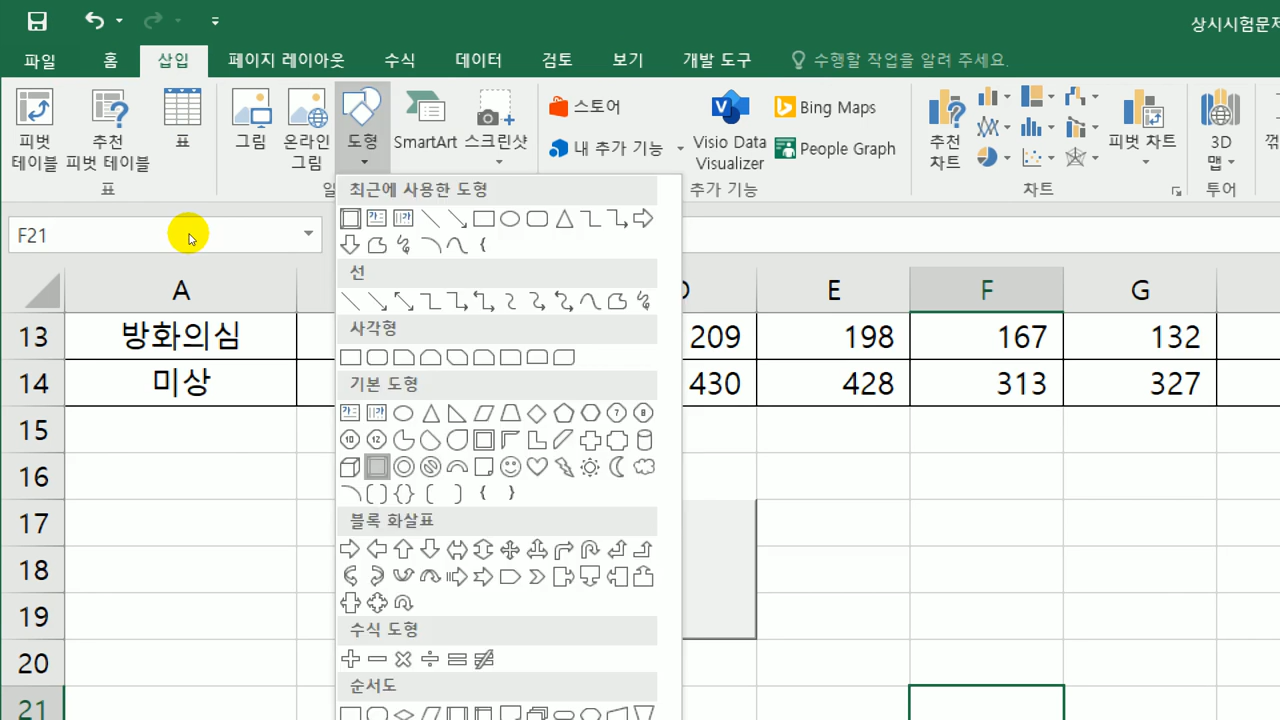 상시시험문제
파일 홈 삽입 페이지 레이아웃 수식 데이터 검토 보기 개발 도구 수행할 작업을 알려 주세요.
피벗 테이블
추천 피벗 테이블
표
그림
온라인 그림
도형
SmartArt
스크린샷
스토어
내 추가 기능
Visio Data Visualizer
Bing Maps
People Graph
추천 차트
피벗 차트
3D 맵
표
추가 기능
차트
투어
F21
최근에 사용한 도형
선
사각형
기본 도형
블록 화살표
수식 도형
순서도
A E F G
13 방화의심 209 198 167 132
14 미상 430 428 313 327
15
16
17
18
19
20
21